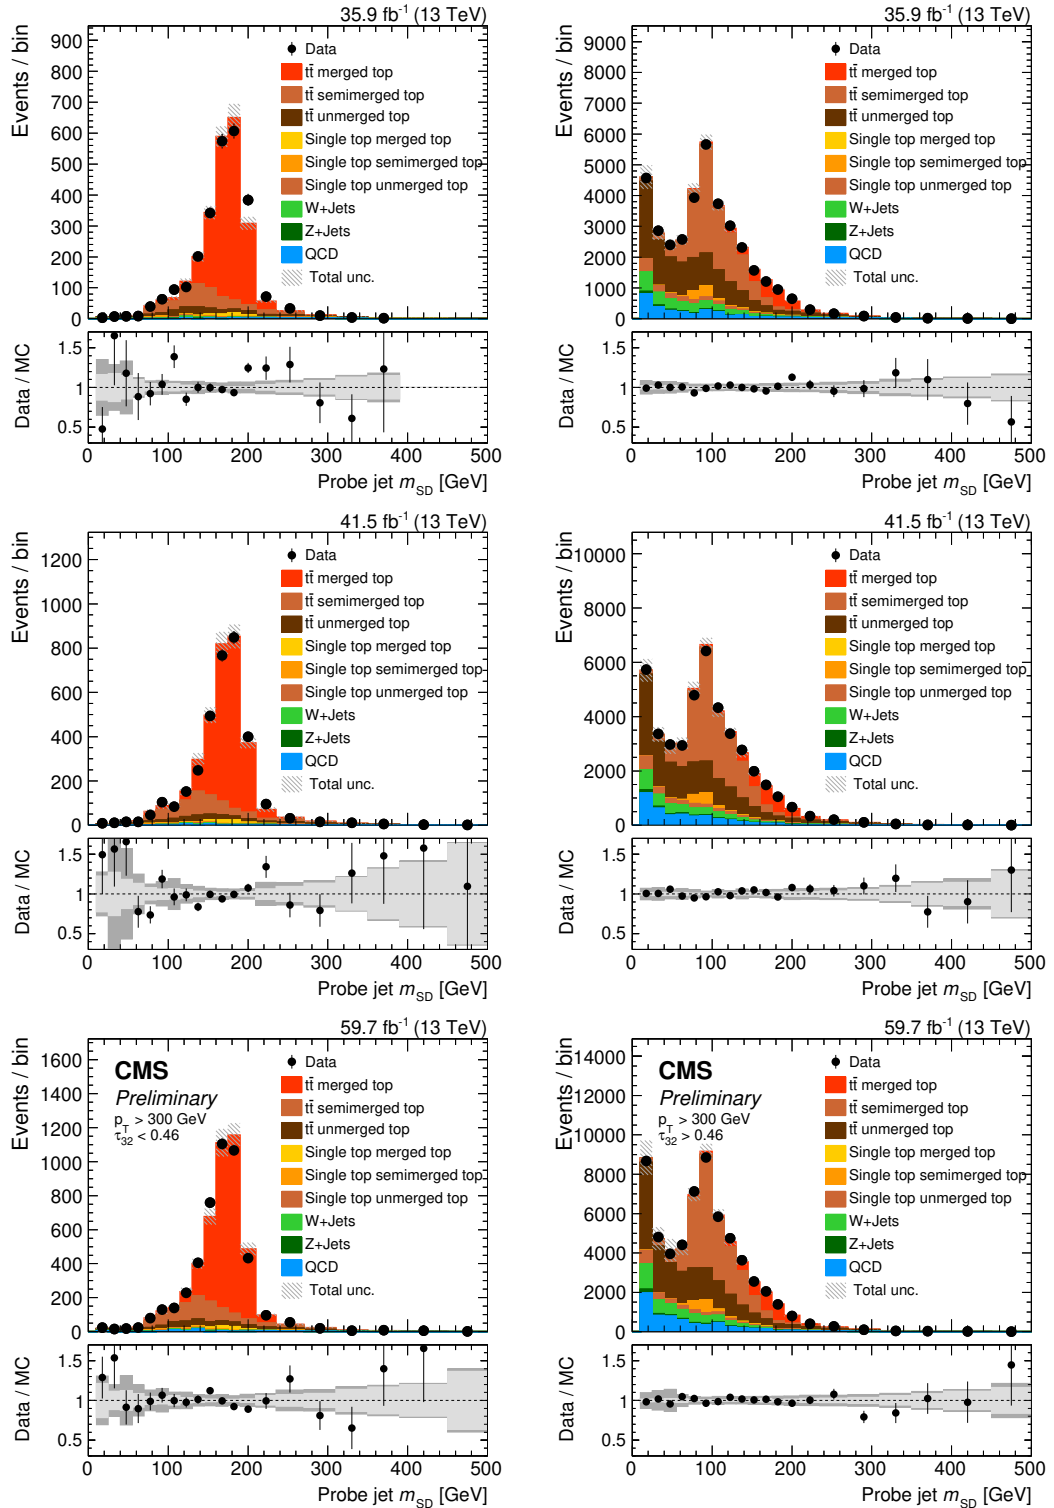 35.9 fb⁻¹ (13 TeV)
Events / bin
900
800
700
600
500
400
300
200
100
0
Data
tt̄ merged top
tt̄ semimerged top
tt̄ unmerged top
Single top merged top
Single top semimerged top
Single top unmerged top
W+Jets
Z+Jets
QCD
Total unc.
Data / MC
1.5
1
0.5
0 100 200 300 400 500
Probe jet m_SD [GeV]
35.9 fb⁻¹ (13 TeV)
Events / bin
9000
8000
7000
6000
5000
4000
3000
2000
1000
0
Data
tt̄ merged top
tt̄ semimerged top
tt̄ unmerged top
Single top merged top
Single top semimerged top
Single top unmerged top
W+Jets
Z+Jets
QCD
Total unc.
Data / MC
1.5
1
0.5
0 100 200 300 400 500
Probe jet m_SD [GeV]
41.5 fb⁻¹ (13 TeV)
Events / bin
1200
1000
800
600
400
200
0
Data
tt̄ merged top
tt̄ semimerged top
tt̄ unmerged top
Single top merged top
Single top semimerged top
Single top unmerged top
W+Jets
Z+Jets
QCD
Total unc.
Data / MC
1.5
1
0.5
0 100 200 300 400 500
Probe jet m_SD [GeV]
41.5 fb⁻¹ (13 TeV)
Events / bin
10000
8000
6000
4000
2000
0
Data
tt̄ merged top
tt̄ semimerged top
tt̄ unmerged top
Single top merged top
Single top semimerged top
Single top unmerged top
W+Jets
Z+Jets
QCD
Total unc.
Data / MC
1.5
1
0.5
0 100 200 300 400 500
Probe jet m_SD [GeV]
59.7 fb⁻¹ (13 TeV)
Events / bin
1600
1400
1200
1000
800
600
400
200
0
CMS
Preliminary
p_T > 300 GeV
τ₃₂ < 0.46
Data
tt̄ merged top
tt̄ semimerged top
tt̄ unmerged top
Single top merged top
Single top semimerged top
Single top unmerged top
W+Jets
Z+Jets
QCD
Total unc.
Data / MC
1.5
1
0.5
0 100 200 300 400 500
Probe jet m_SD [GeV]
59.7 fb⁻¹ (13 TeV)
Events / bin
14000
12000
10000
8000
6000
4000
2000
0
CMS
Preliminary
p_T > 300 GeV
τ₃₂ < 0.46
Data
tt̄ merged top
tt̄ semimerged top
tt̄ unmerged top
Single top merged top
Single top semimerged top
Single top unmerged top
W+Jets
Z+Jets
QCD
Total unc.
Data / MC
1.5
1
0.5
0 100 200 300 400 500
Probe jet m_SD [GeV]